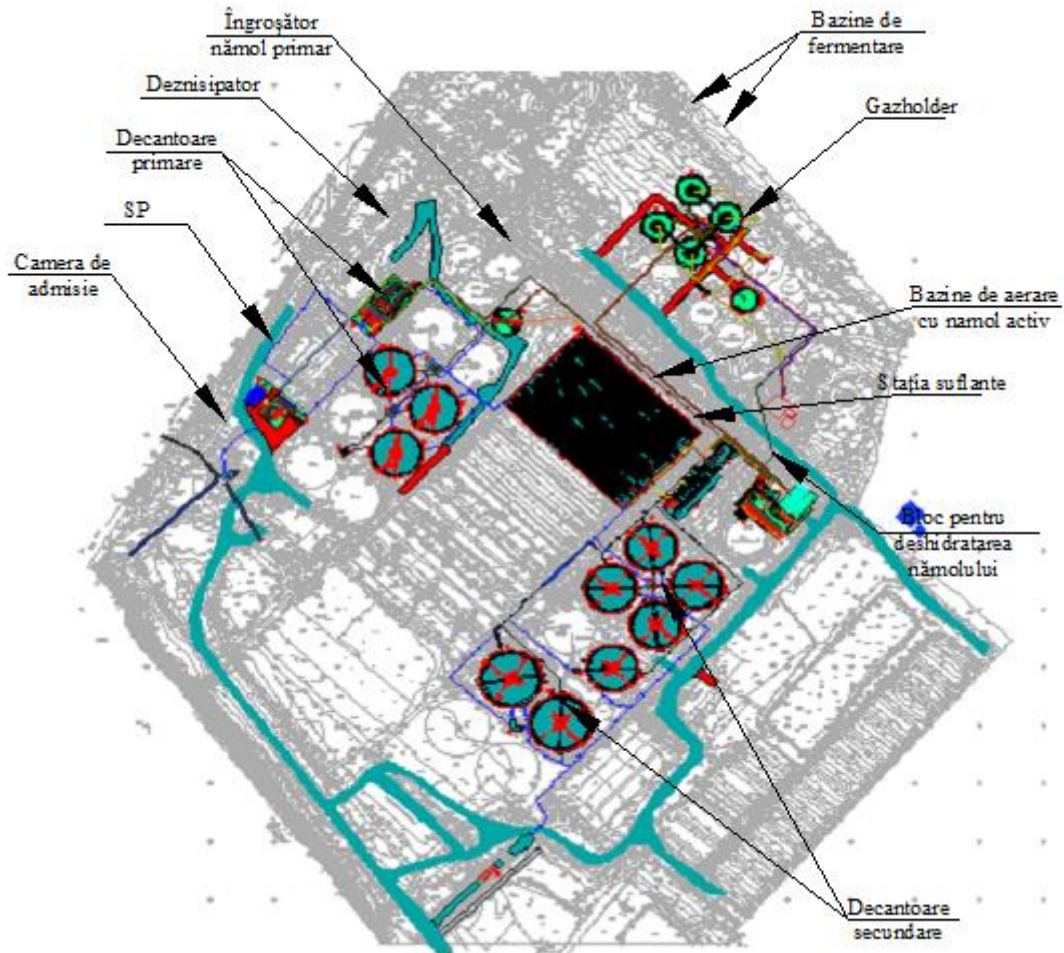 Îngroșător
nămol primar
Bazine de
fermentare
Deznisipator
Gazholder
Decantoare
primare
SP
Camera de
admisie
Bazine de aerare
cu namol activ
Stația suflante
Bloc pentru
deshidratarea
nămolului
Decantoare
secundare